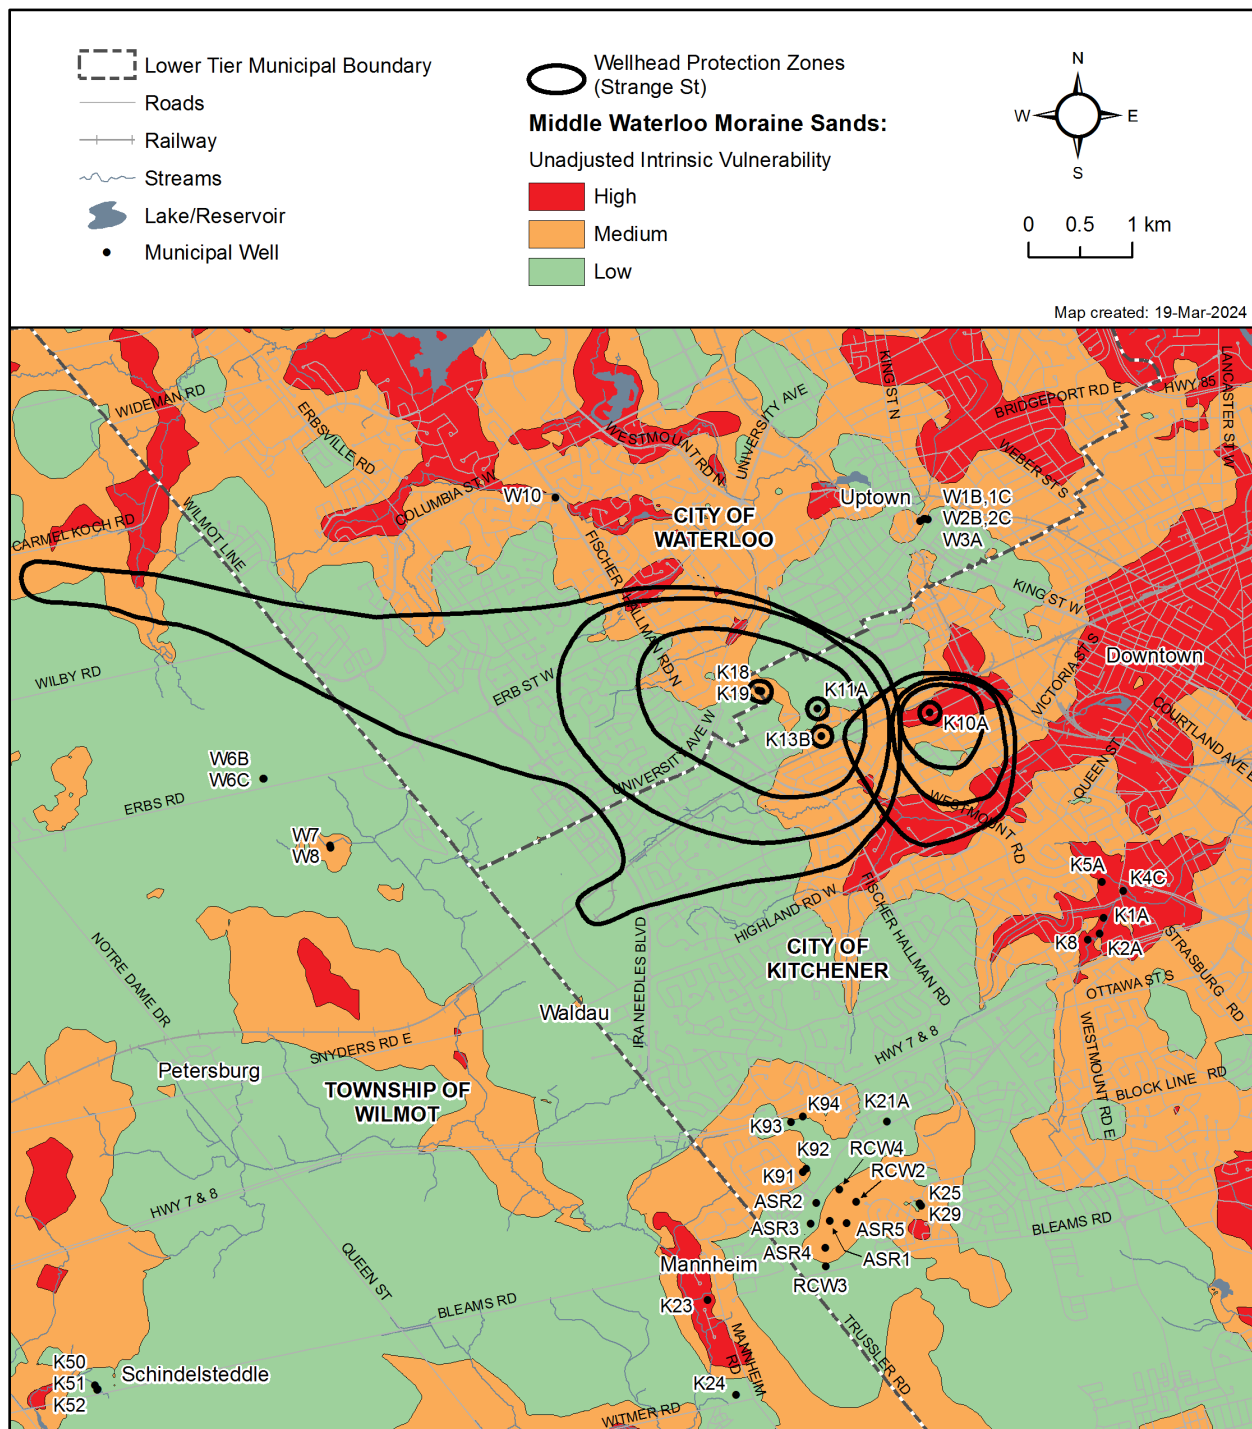 Lower Tier Municipal Boundary
Roads
Railway
Streams
Lake/Reservoir
Municipal Well
Wellhead Protection Zones
(Strange St)
Middle Waterloo Moraine Sands:
Unadjusted Intrinsic Vulnerability
High
Medium
Low
N
W
E
S
0 0.5 1 km
Map created: 19-Mar-2024
WIDEMAN RD
ERBSVILLE RD
COLUMBIA ST W
CARMEL KOCH RD
WILMOT LINE
WESTMOUNT RD N
UNIVERSITY AVE
KING ST N
BRIDGEPORT RD E
HWY 85
LANCASTER ST W
WEBER ST S
W10
Uptown
W1B,1C
W2B,2C
W3A
CITY OF
WATERLOO
FISCHER HALLMAN RD N
KING ST W
VICTORIA ST S
Downtown
COURTLAND AVE E
QUEEN ST
WILBY RD
ERB ST W
K18
K19
K11A
K13B
K10A
UNIVERSITY AVE W
WESTMOUNT RD
W6B
W6C
ERBS RD
W7
W8
K5A
K4C
K1A
K8
K2A
HIGHLAND RD W
FISCHER HALLMAN RD
CITY OF
KITCHENER
STRASBURG RD
OTTAWA ST S
NOTRE DAME DR
IRA NEEDLES BLVD
Waldau
HWY 7 & 8
WESTMOUNT RD E
BLOCK LINE RD
SNYDERS RD E
Petersburg
TOWNSHIP OF
WILMOT
K94
K93
K21A
K92
K91
RCW4
RCW2
ASR2
ASR3
ASR4
ASR5
ASR1
RCW3
K25
K29
BLEAMS RD
HWY 7 & 8
QUEEN ST
Mannheim
K23
BLEAMS RD
MANNHEIM RD
TRUSSLER RD
K24
WITMER RD
K50
K51
K52
Schindelsteddle